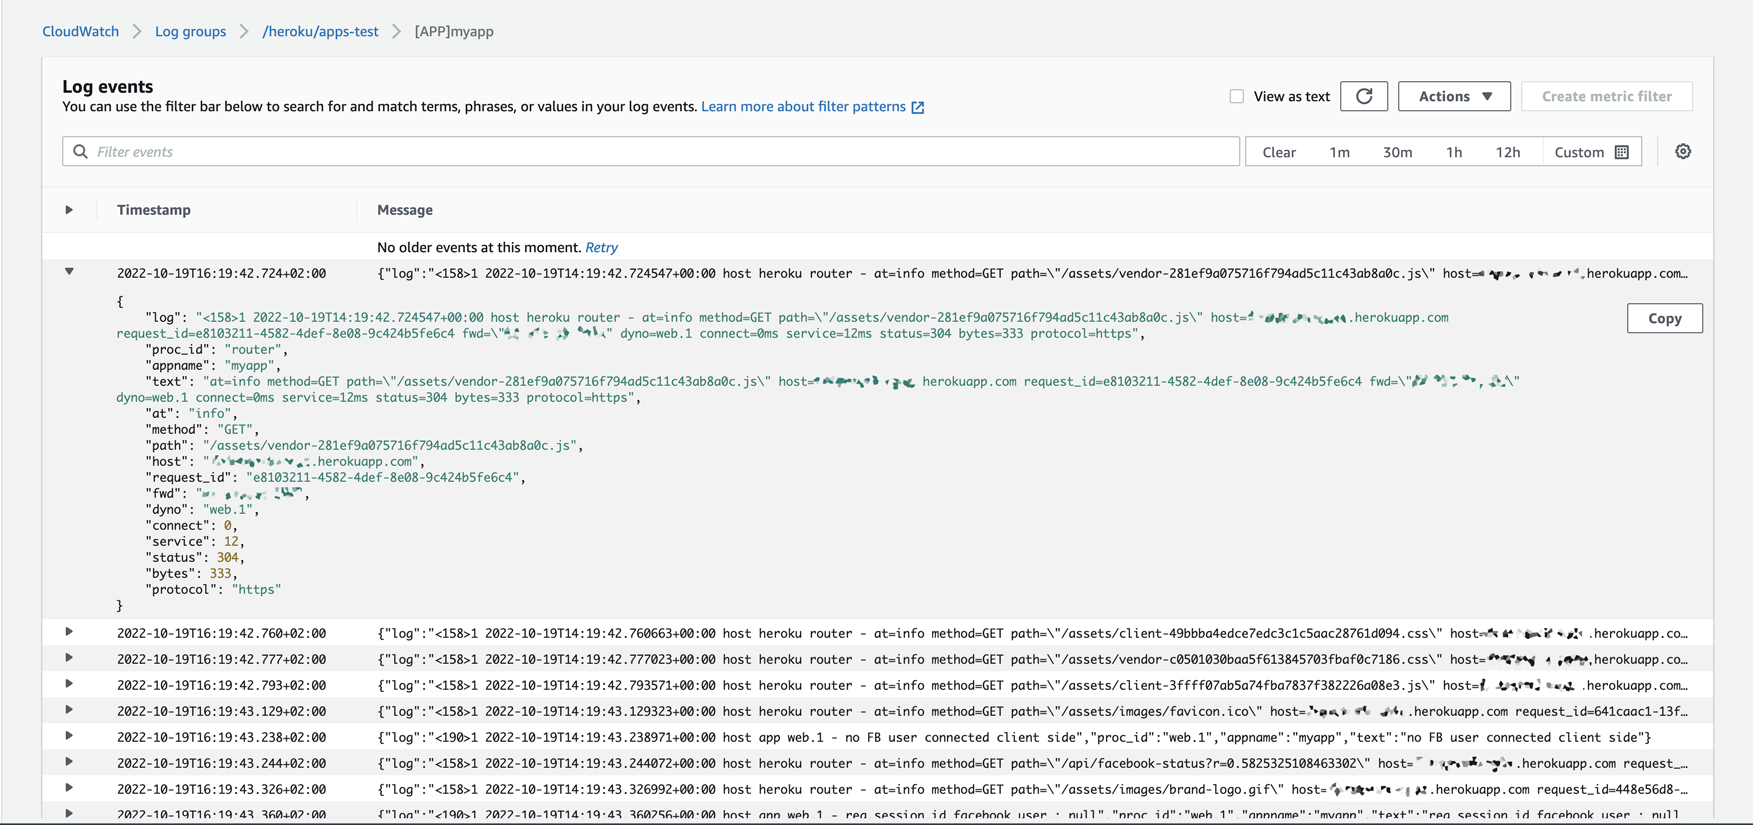 CloudWatch > Log groups > /heroku/apps-test > [APP]myapp
Log events
You can use the filter bar below to search for and match terms, phrases, or values in your log events. Learn more about filter patterns
View as text Actions Create metric filter
Filter events Clear 1m 30m 1h 12h Custom
Timestamp Message
No older events at this moment. Retry
2022-10-19T16:19:42.724+02:00 {"log":"<158>1 2022-10-19T14:19:42.724547+00:00 host heroku router - at=info method=GET path=\"/assets/vendor-281ef9a075716f794ad5c11c43ab8a0c.js\" host= .herokuapp.com…
{
Copy
"log": "<158>1 2022-10-19T14:19:42.724547+00:00 host heroku router - at=info method=GET path=\"/assets/vendor-281ef9a075716f794ad5c11c43ab8a0c.js\" host= .herokuapp.com
request_id=e8103211-4582-4def-8e08-9c424b5fe6c4 fwd=\" \" dyno=web.1 connect=0ms service=12ms status=304 bytes=333 protocol=https",
"proc_id": "router",
"appname": "myapp",
"text": "at=info method=GET path=\"/assets/vendor-281ef9a075716f794ad5c11c43ab8a0c.js\" host= herokuapp.com request_id=e8103211-4582-4def-8e08-9c424b5fe6c4 fwd=\" \"
dyno=web.1 connect=0ms service=12ms status=304 bytes=333 protocol=https",
"at": "info",
"method": "GET",
"path": "/assets/vendor-281ef9a075716f794ad5c11c43ab8a0c.js",
"host": " .herokuapp.com",
"request_id": "e8103211-4582-4def-8e08-9c424b5fe6c4",
"fwd": " ",
"dyno": "web.1",
"connect": 0,
"service": 12,
"status": 304,
"bytes": 333,
"protocol": "https"
}
2022-10-19T16:19:42.760+02:00 {"log":"<158>1 2022-10-19T14:19:42.760663+00:00 host heroku router - at=info method=GET path=\"/assets/client-49bbba4edce7edc3c1c5aac28761d094.css\" host= .herokuapp.co…
2022-10-19T16:19:42.777+02:00 {"log":"<158>1 2022-10-19T14:19:42.777023+00:00 host heroku router - at=info method=GET path=\"/assets/vendor-c0501030baa5f613845703fbaf0c7186.css\" host= .herokuapp.co…
2022-10-19T16:19:42.793+02:00 {"log":"<158>1 2022-10-19T14:19:42.793571+00:00 host heroku router - at=info method=GET path=\"/assets/client-3ffff07ab5a74fba7837f382226a08e3.js\" host= .herokuapp.com…
2022-10-19T16:19:43.129+02:00 {"log":"<158>1 2022-10-19T14:19:43.129323+00:00 host heroku router - at=info method=GET path=\"/assets/images/favicon.ico\" host= .herokuapp.com request_id=641caac1-13f…
2022-10-19T16:19:43.238+02:00 {"log":"<190>1 2022-10-19T14:19:43.238971+00:00 host app web.1 - no FB user connected client side","proc_id":"web.1","appname":"myapp","text":"no FB user connected client side"}
2022-10-19T16:19:43.244+02:00 {"log":"<158>1 2022-10-19T14:19:43.244072+00:00 host heroku router - at=info method=GET path=\"/api/facebook-status?r=0.5825325108463302\" host= .herokuapp.com request_…
2022-10-19T16:19:43.326+02:00 {"log":"<158>1 2022-10-19T14:19:43.326992+00:00 host heroku router - at=info method=GET path=\"/assets/images/brand-logo.gif\" host= .herokuapp.com request_id=448e56d8-…
2022-10-19T16:19:43.360+02:00 {"log":"<190>1 2022-10-19T14:19:43.360256+00:00 host app web.1 - req.session.id facebook user : null","proc_id":"web.1","appname":"myapp","text":"req.session.id facebook user : null